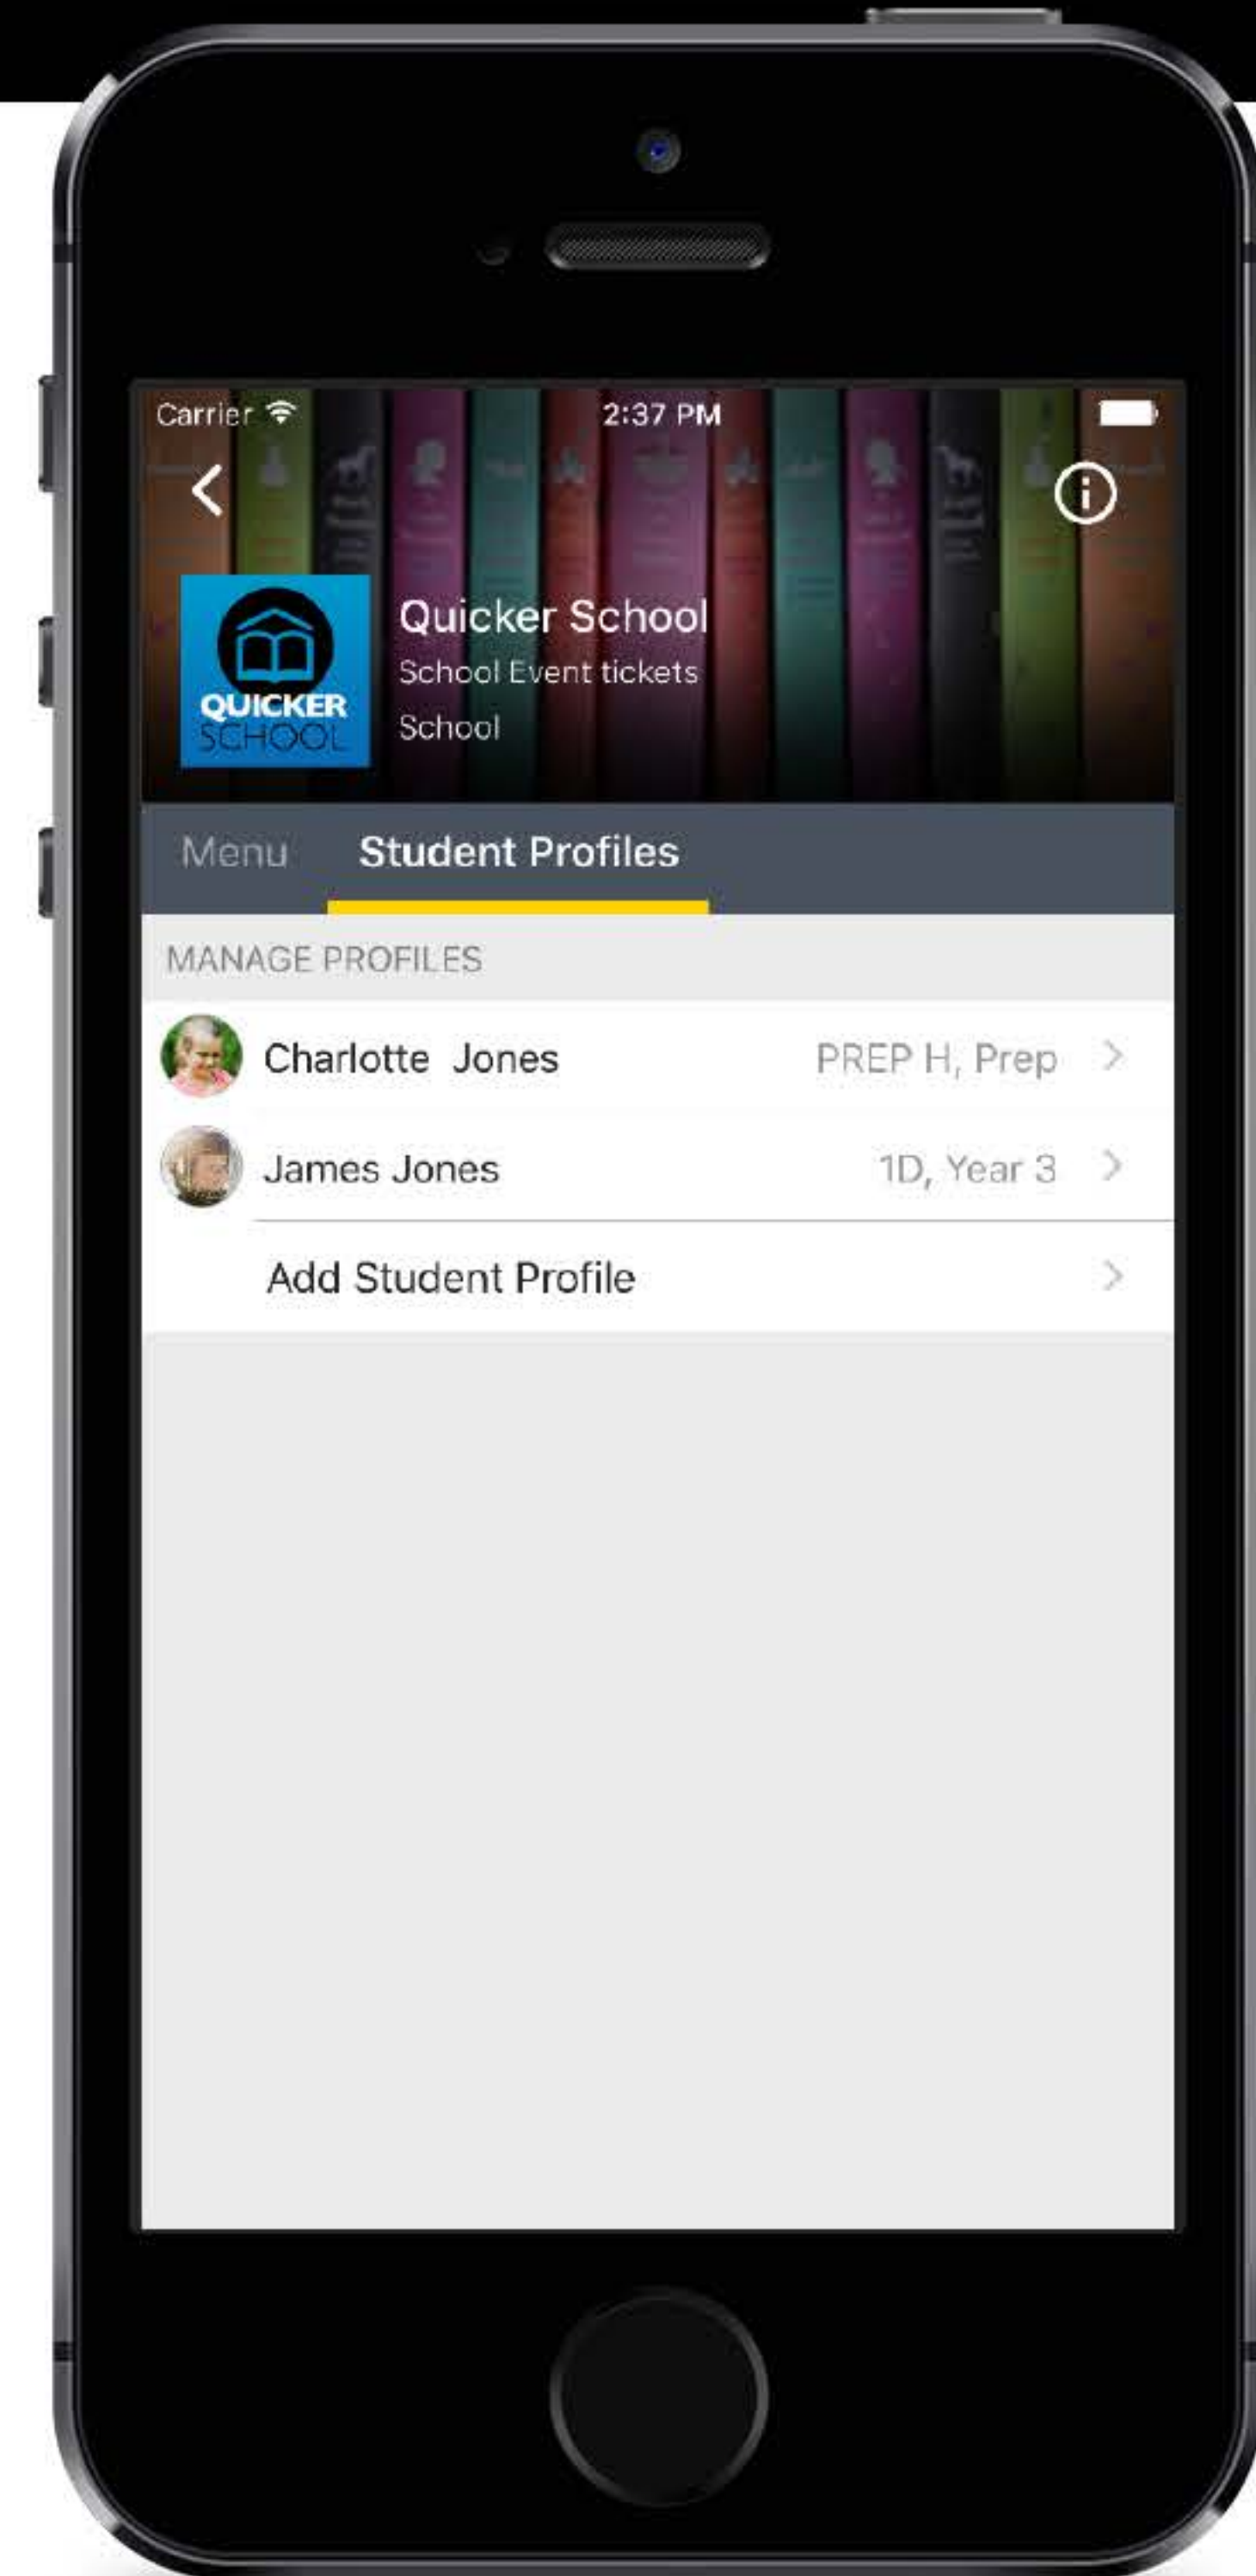 Carrier 2:37 PM
Quicker School
School Event tickets
School
QUICKER
SCHOOL
Menu Student Profiles
MANAGE PROFILES
Charlotte Jones PREP H, Prep
James Jones 1D, Year 3
Add Student Profile